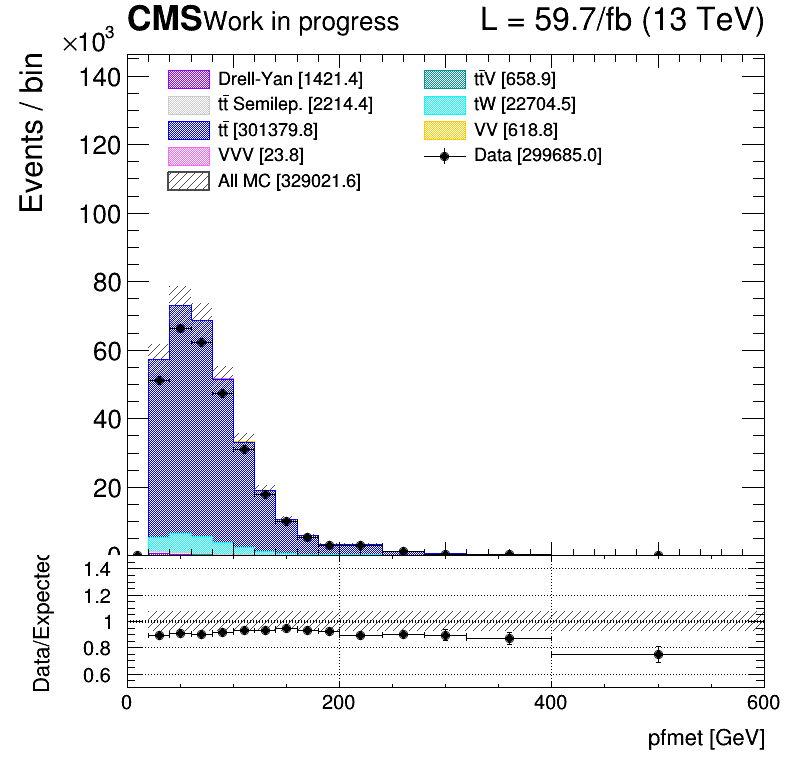 CMS Work in progress L = 59.7/fb (13 TeV)
×10³
Events / bin
140
120
100
80
60
40
20
0
Drell-Yan [1421.4]
tt̄ Semilep. [2214.4]
tt̄ [301379.8]
VVV [23.8]
All MC [329021.6]
tt̄V [658.9]
tW [22704.5]
VV [618.8]
Data [299685.0]
Data/Expected
1.4
1.2
1
0.8
0.6
0 200 400 600
pfmet [GeV]